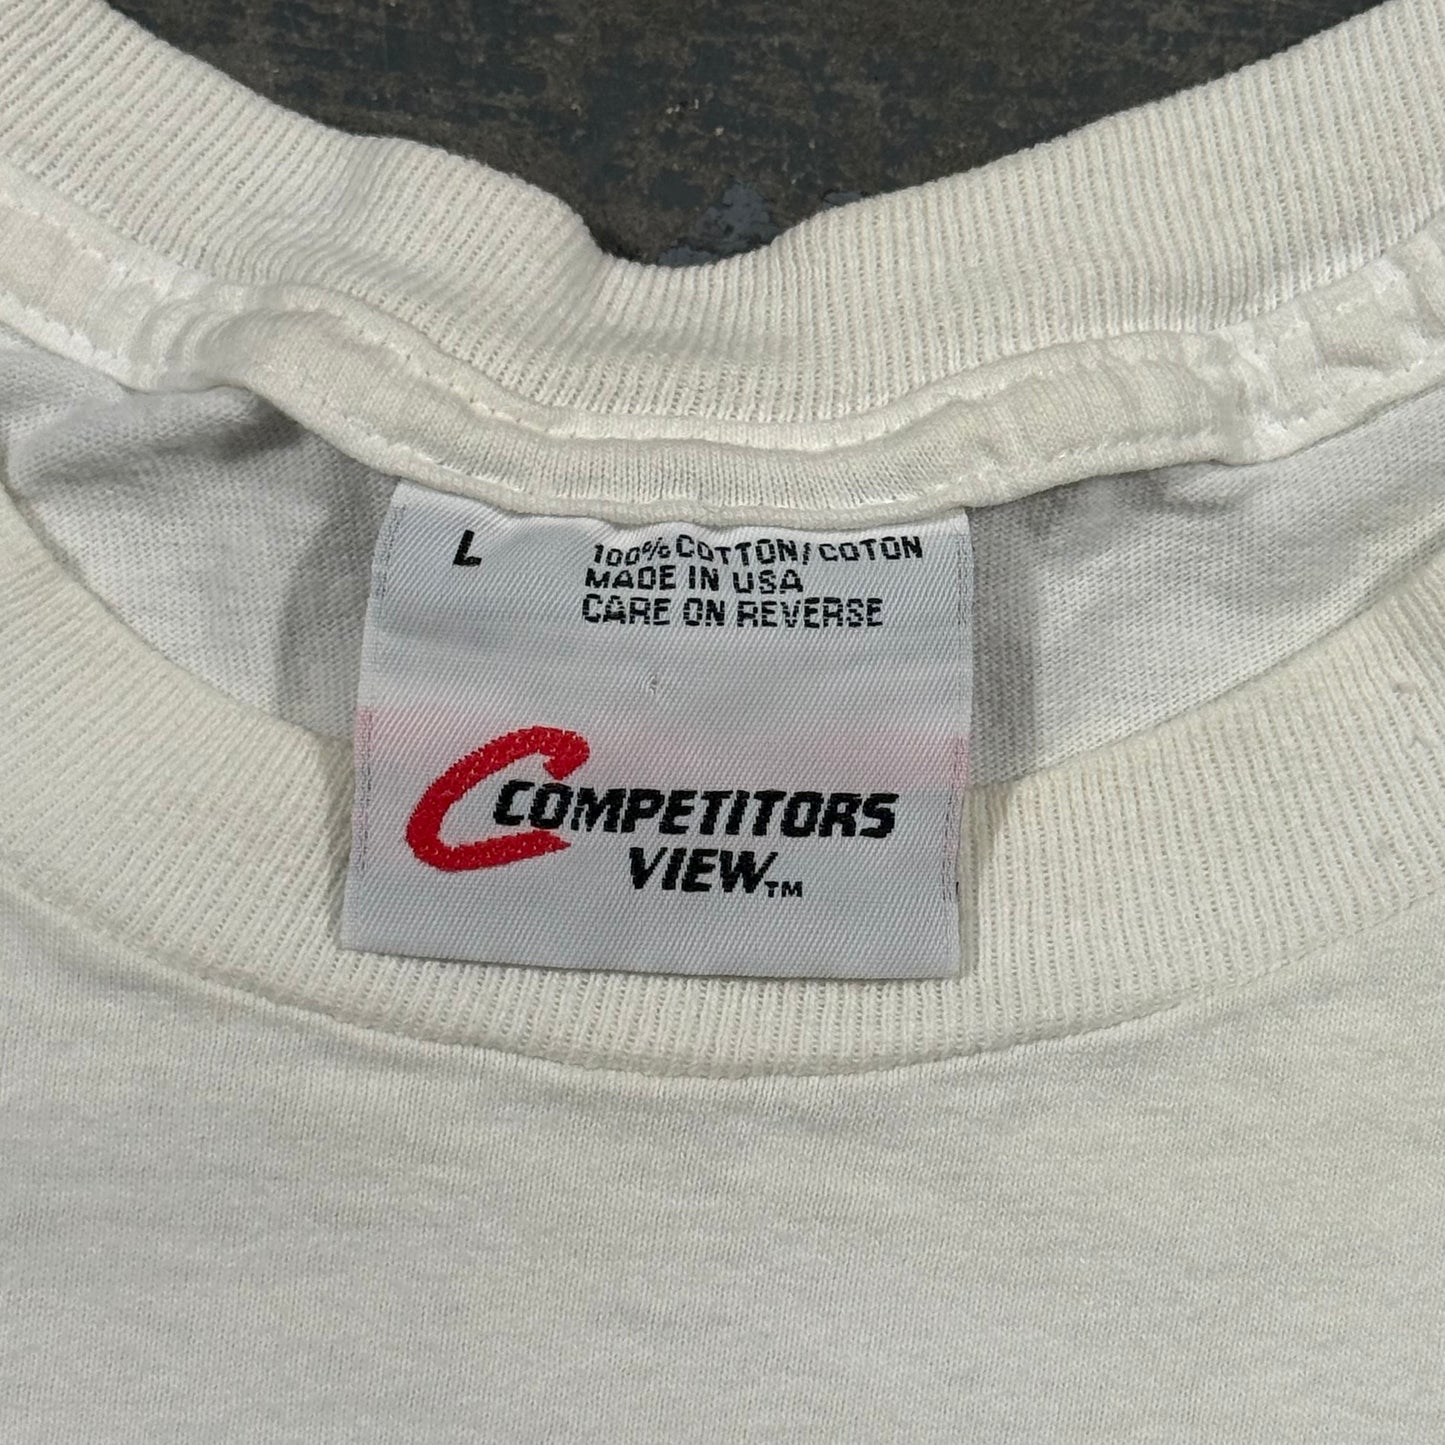 L
100% COTTON/COTON
MADE IN USA
CARE ON REVERSE
COMPETITORS
VIEW™